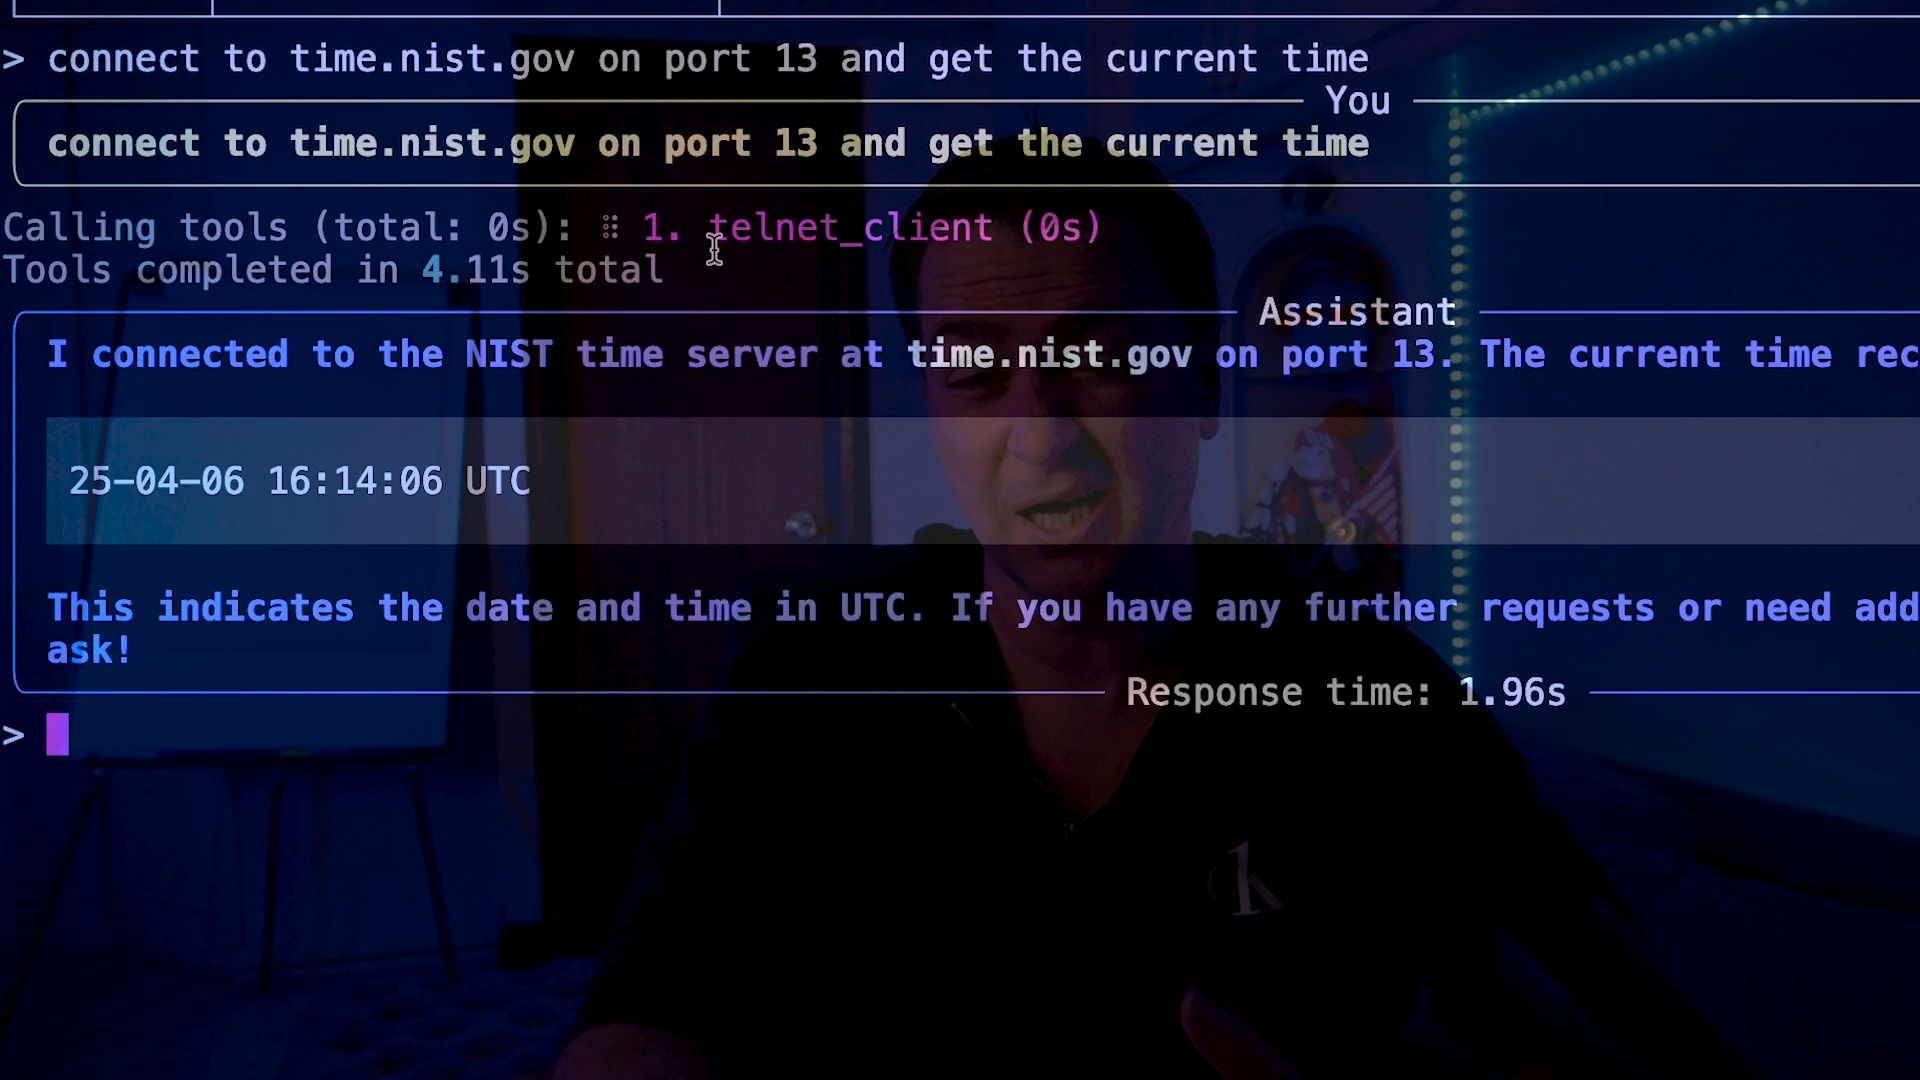 > connect to time.nist.gov on port 13 and get the current time
You
connect to time.nist.gov on port 13 and get the current time
Calling tools (total: 0s): ⠿ 1. telnet_client (0s)
Tools completed in 4.11s total
Assistant
I connected to the NIST time server at time.nist.gov on port 13. The current time rec
25-04-06 16:14:06 UTC
This indicates the date and time in UTC. If you have any further requests or need add
ask!
Response time: 1.96s
>
ck